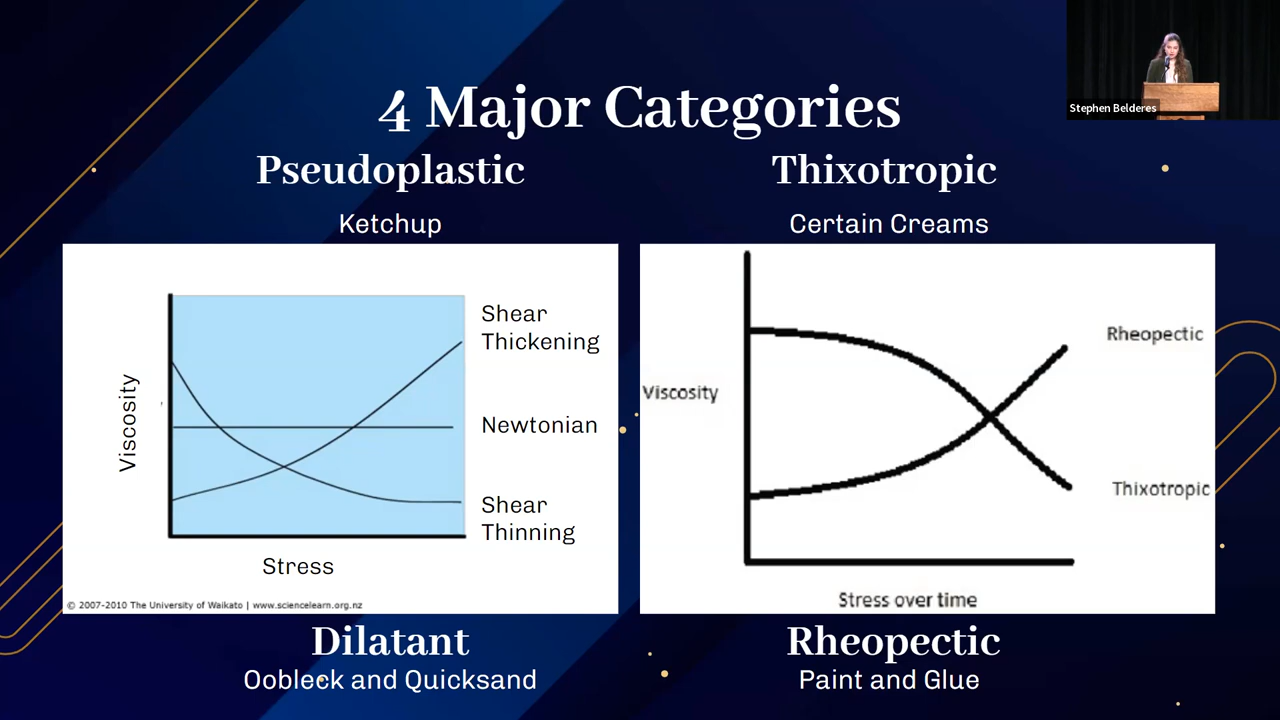 Stephen Belderes
4 Major Categories
Pseudoplastic
Ketchup
Viscosity
Shear
Thickening
Newtonian
Shear
Thinning
Stress
© 2007-2010 The University of Waikato | www.sciencelearn.org.nz
Dilatant
Oobleck and Quicksand
Thixotropic
Certain Creams
Viscosity
Rheopectic
Thixotropic
Stress over time
Rheopectic
Paint and Glue